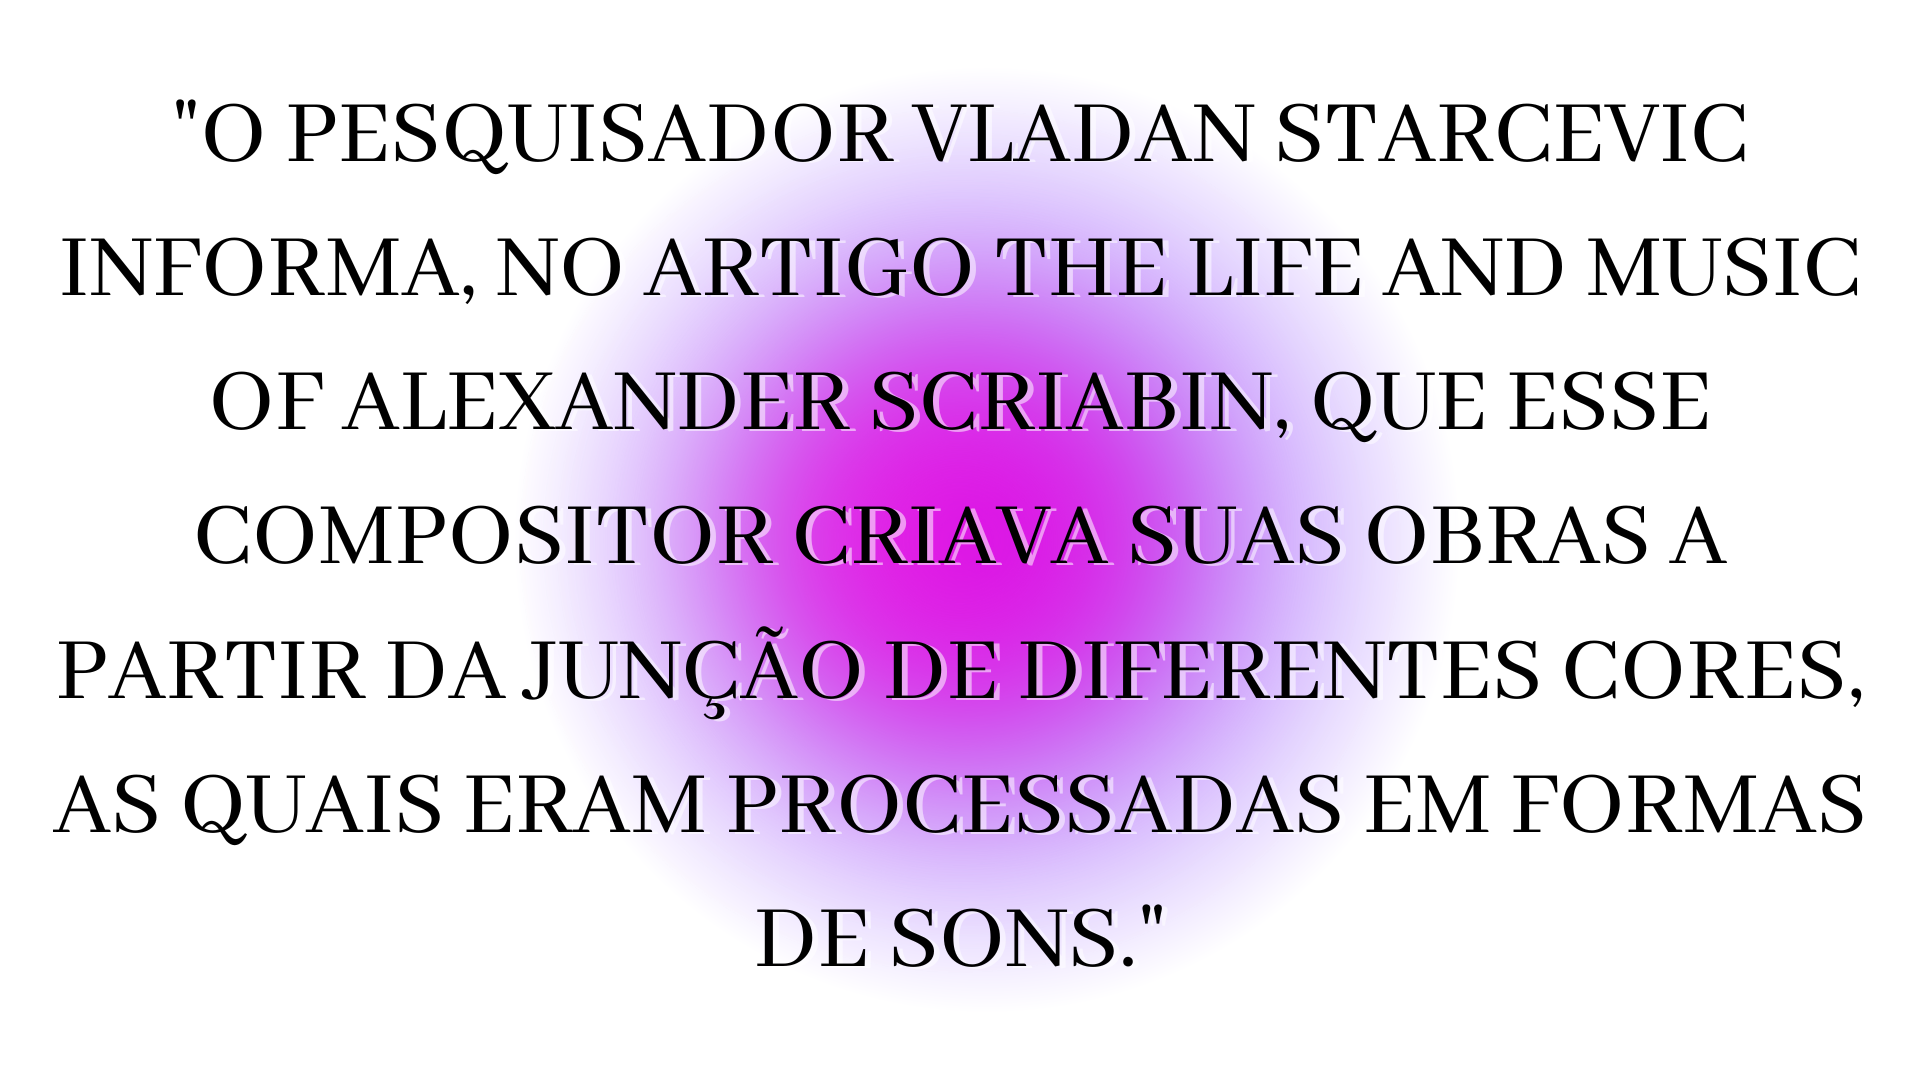 "O PESQUISADOR VLADAN STARCEVIC
INFORMA, NO ARTIGO THE LIFE AND MUSIC
OF ALEXANDER SCRIABIN, QUE ESSE
COMPOSITOR CRIAVA SUAS OBRAS A
PARTIR DA JUNÇÃO DE DIFERENTES CORES,
AS QUAIS ERAM PROCESSADAS EM FORMAS
DE SONS."